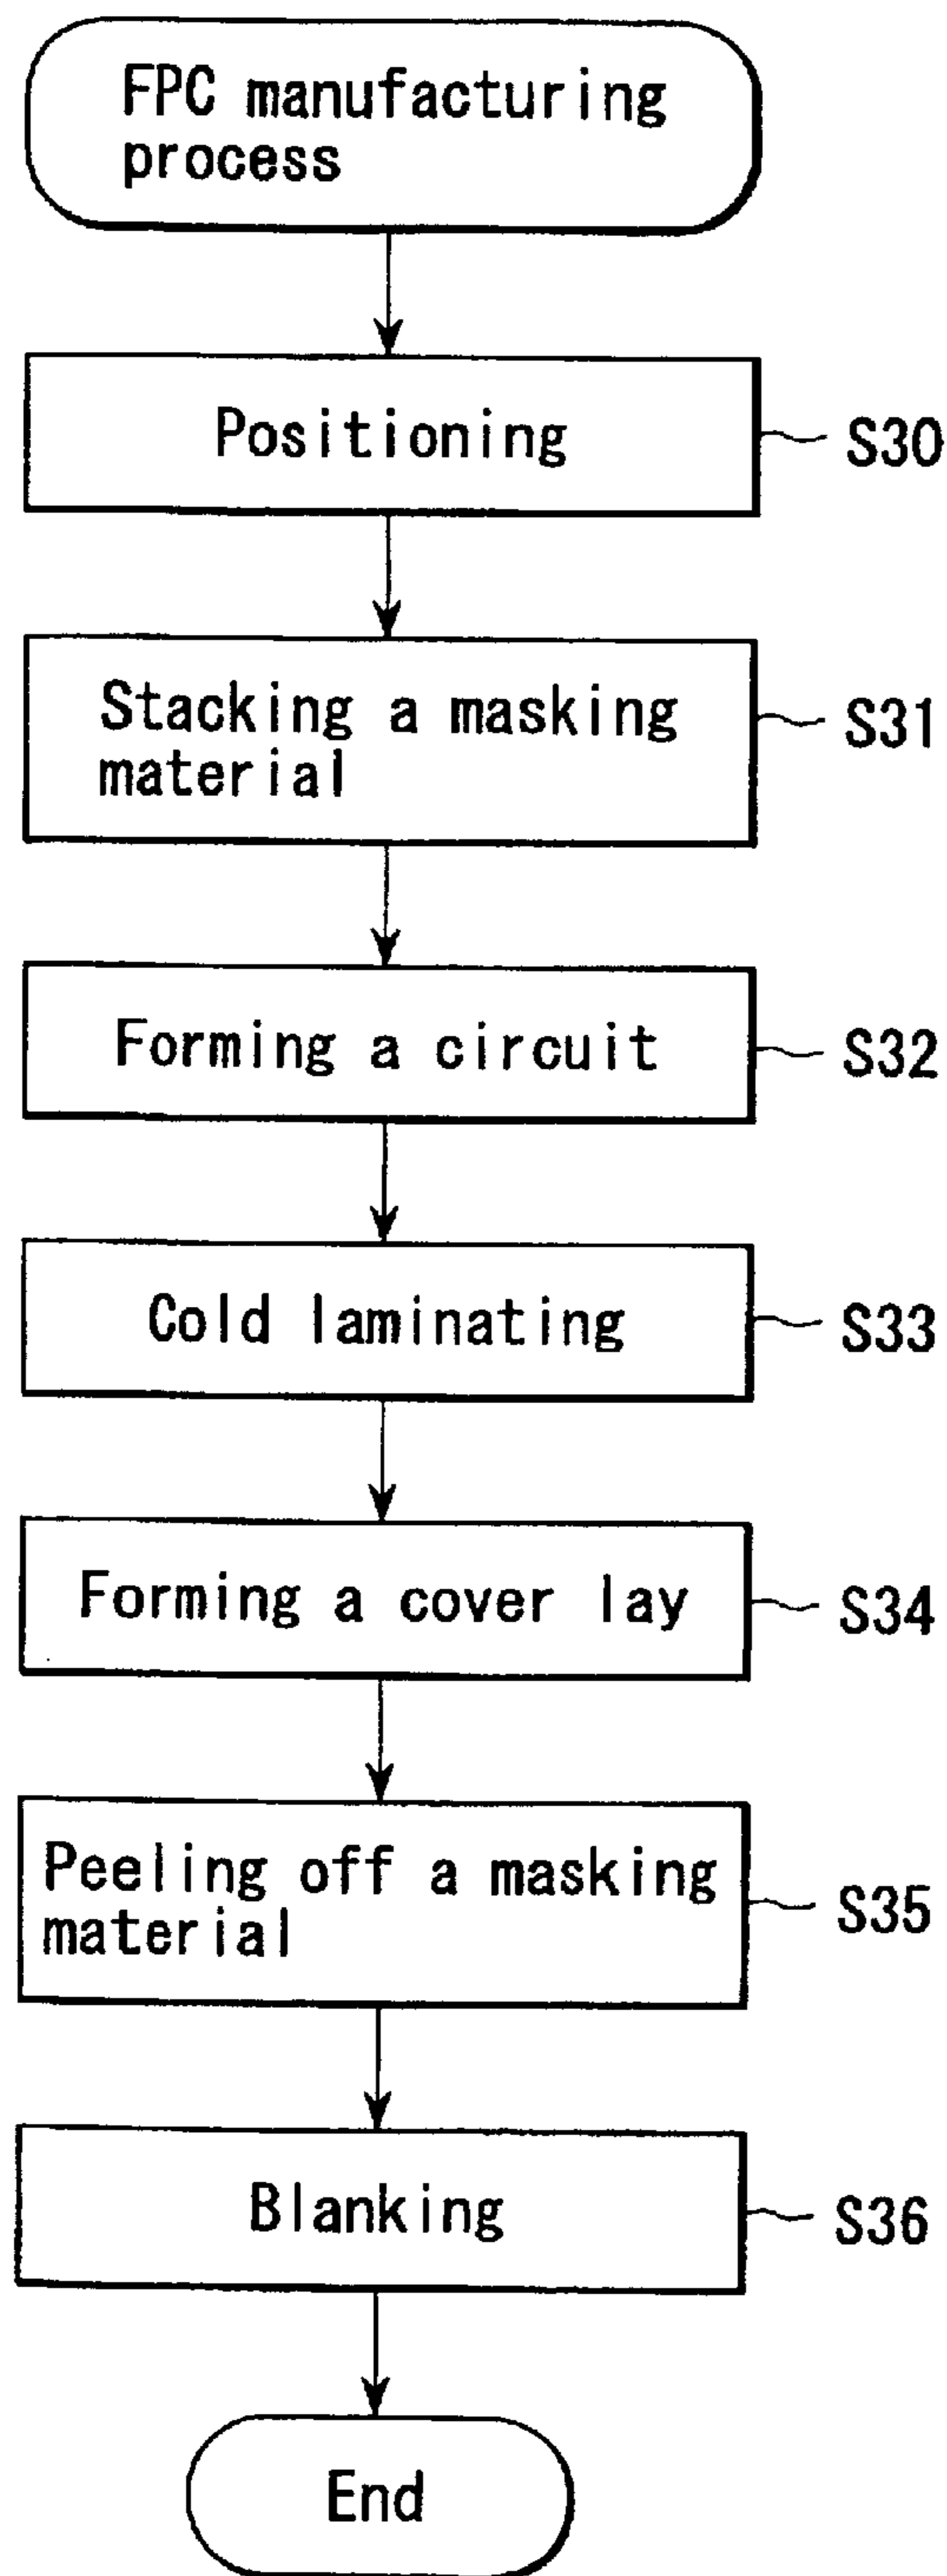 FPC manufacturing
process
Positioning
S30
Stacking a masking
material
S31
Forming a circuit
S32
Cold laminating
S33
Forming a cover lay
S34
Peeling off a masking
material
S35
Blanking
S36
End